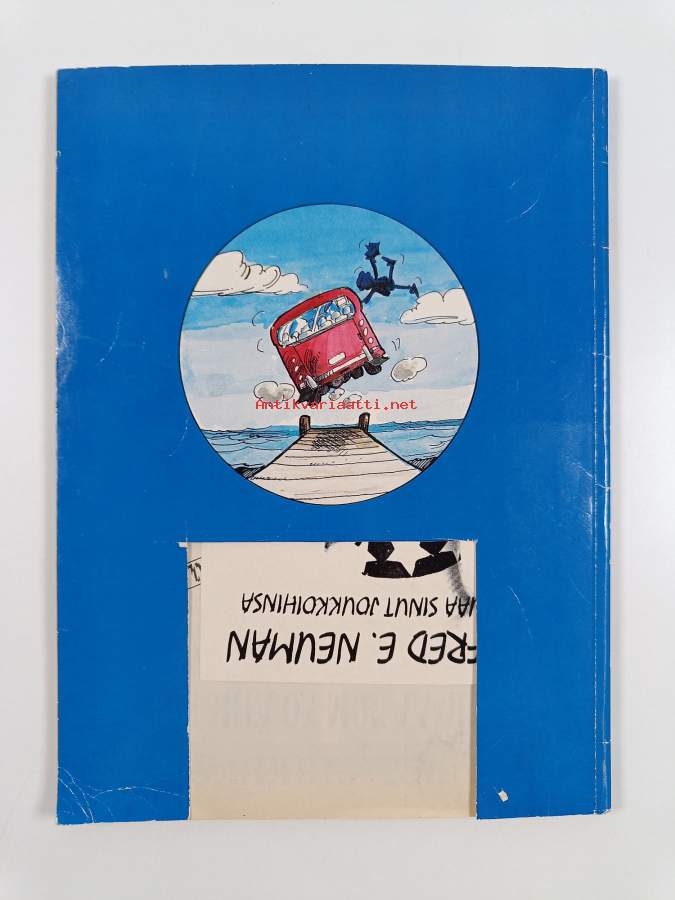 Antikvariaatti.net
FRED E. NEUMAN
AA SINUT JOUKKOIHINSA